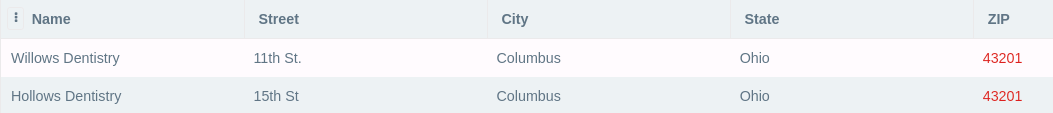 Name Street City State ZIP
Willows Dentistry 11th St. Columbus Ohio 43201
Hollows Dentistry 15th St Columbus Ohio 43201